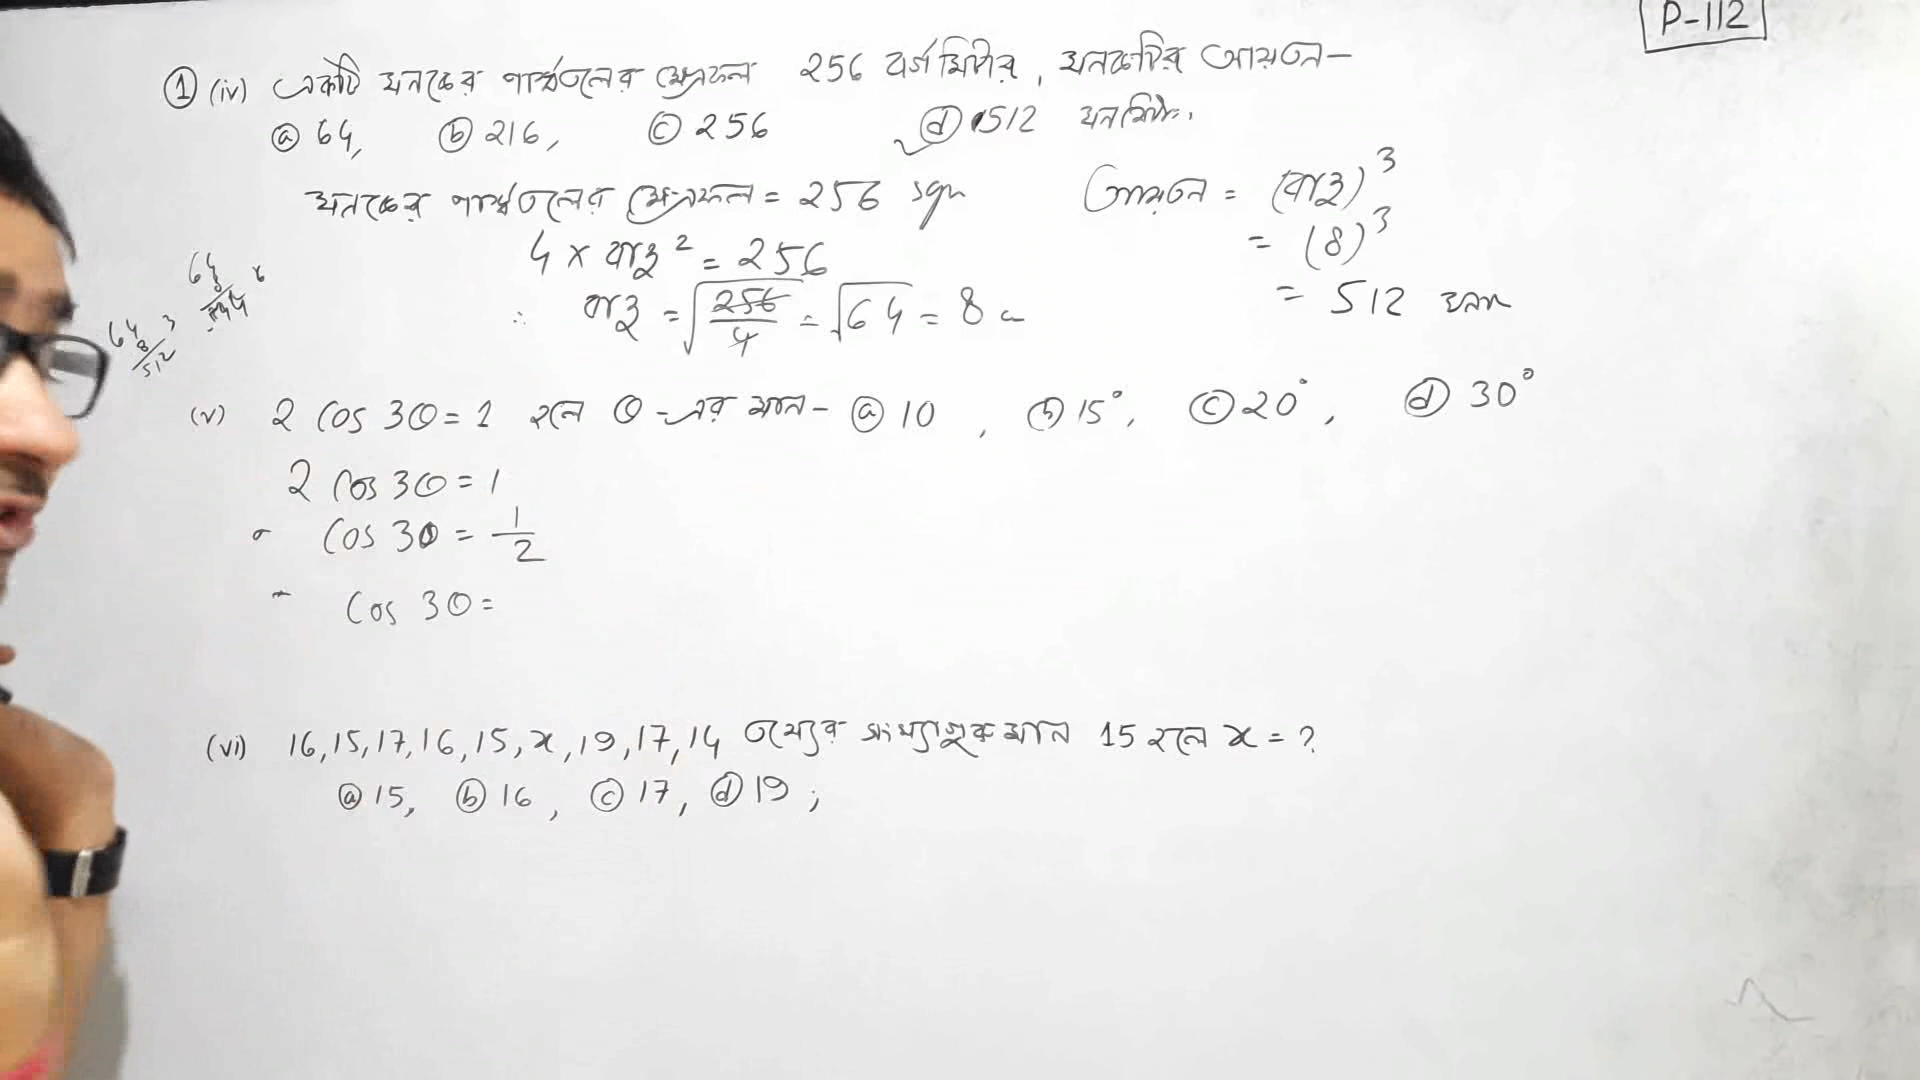 P-112
① (iv) একটি ঘনকের পার্শ্বতলের ক্ষেত্রফল 256 বর্গমিটার, ঘনকটির আয়তন–
ⓐ 64, ⓑ 216, ⓒ 256 ⓓ 512 ঘনমিটার.
ঘনকের পার্শ্বতলের ক্ষেত্রফল = 256 sqm
4 × বাহু² = 256
∴ বাহু = √(256/4) = √64 = 8
আয়তন = (বাহু)³
= (8)³
= 512
64
8
512
(v) 2 cos 3θ = 1 হলে θ-এর মান– ⓐ 10, ⓑ 15°, ⓒ 20°, ⓓ 30°
2 cos 3θ = 1
cos 3θ = 1/2
cos 3θ =
(vi) 16, 15, 17, 16, 15, x, 19, 17, 14 তথ্যের সংখ্যাগুরুমান 15 হলে x = ?
ⓐ 15, ⓑ 16, ⓒ 17, ⓓ 19;